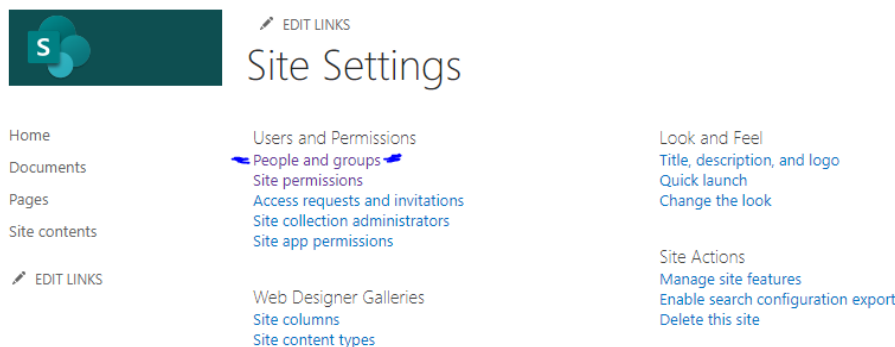 S
EDIT LINKS
Site Settings
Home
Documents
Pages
Site contents
EDIT LINKS
Users and Permissions
People and groups
Site permissions
Access requests and invitations
Site collection administrators
Site app permissions
Web Designer Galleries
Site columns
Site content types
Look and Feel
Title, description, and logo
Quick launch
Change the look
Site Actions
Manage site features
Enable search configuration export
Delete this site